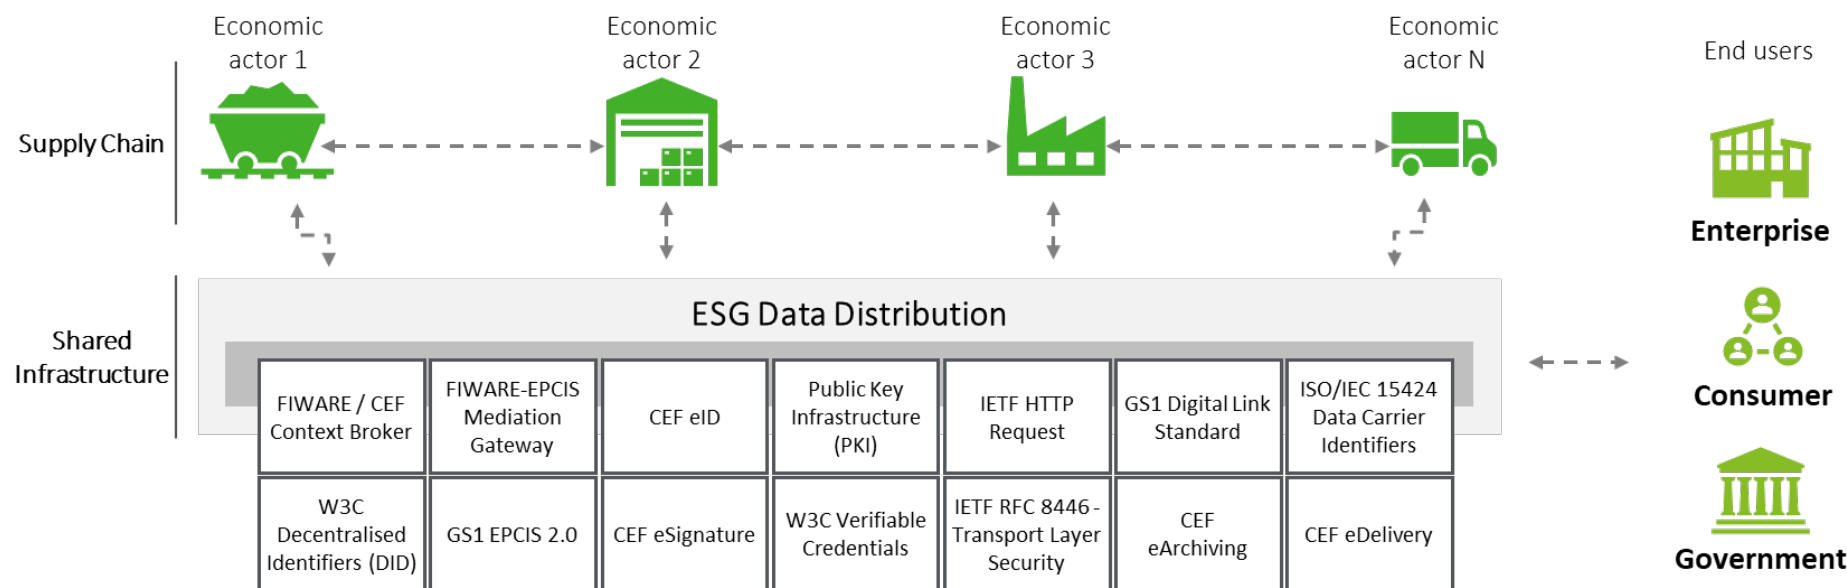 Economic
actor 1
Economic
actor 2
Economic
actor 3
Economic
actor N
End users
Supply Chain
Enterprise
Shared
Infrastructure
ESG Data Distribution
FIWARE / CEF
Context Broker
FIWARE-EPCIS
Mediation
Gateway
CEF eID
Public Key
Infrastructure
(PKI)
IETF HTTP
Request
GS1 Digital Link
Standard
ISO/IEC 15424
Data Carrier
Identifiers
Consumer
W3C
Decentralised
Identifiers (DID)
GS1 EPCIS 2.0
CEF eSignature
W3C Verifiable
Credentials
IETF RFC 8446 -
Transport Layer
Security
CEF
eArchiving
CEF eDelivery
Government